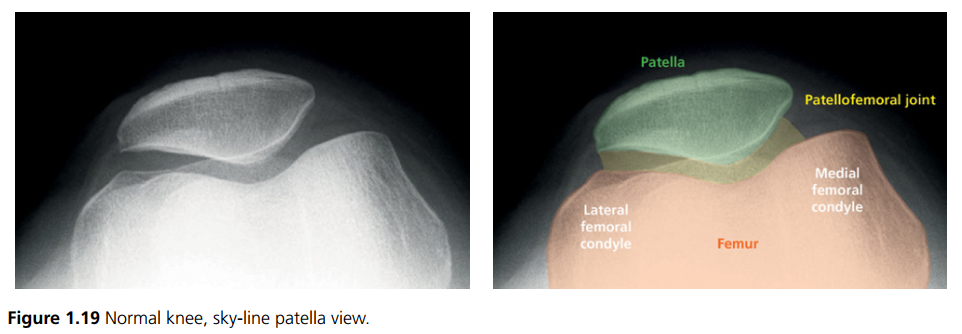 Patella
Patellofemoral joint
Medial
femoral
condyle
Lateral
femoral
condyle
Femur
Figure 1.19 Normal knee, sky-line patella view.